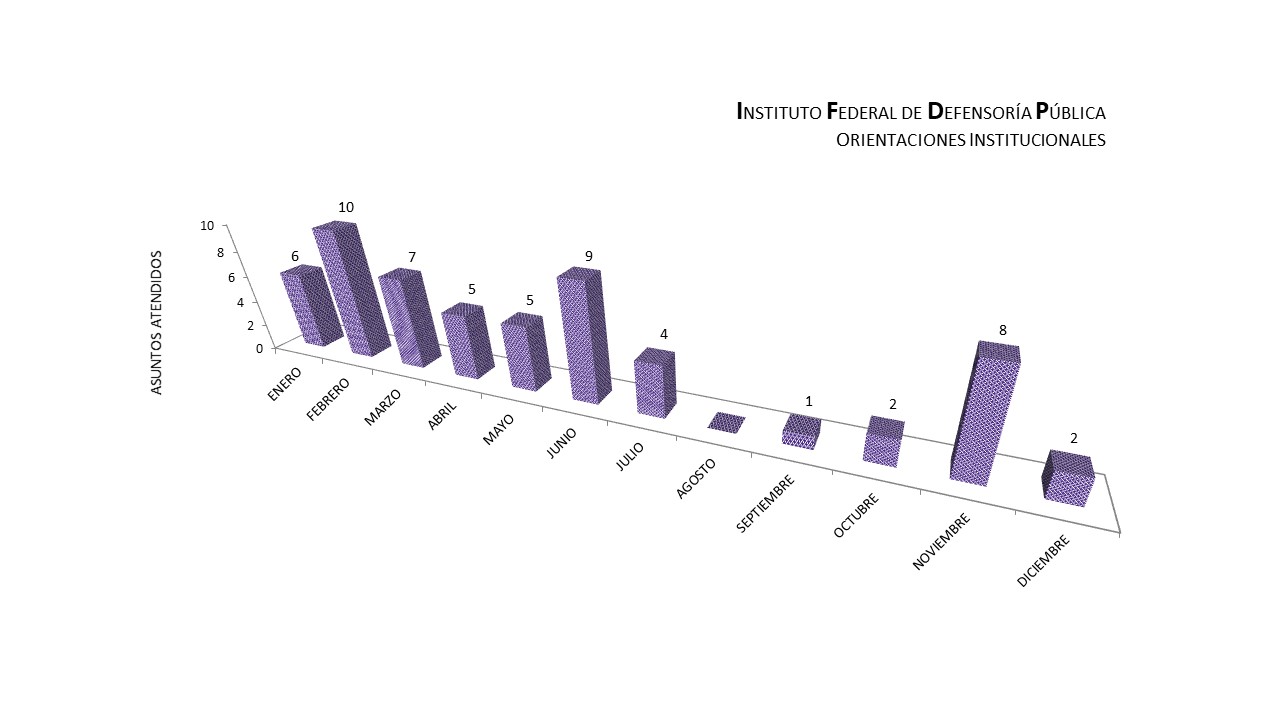 INSTITUTO FEDERAL DE DEFENSORÍA PÚBLICA
ORIENTACIONES INSTITUCIONALES
ASUNTOS ATENDIDOS
10
8
6
4
2
0
6
10
7
5
5
9
4
1
2
8
2
ENERO
FEBRERO
MARZO
ABRIL
MAYO
JUNIO
JULIO
AGOSTO
SEPTIEMBRE
OCTUBRE
NOVIEMBRE
DICIEMBRE